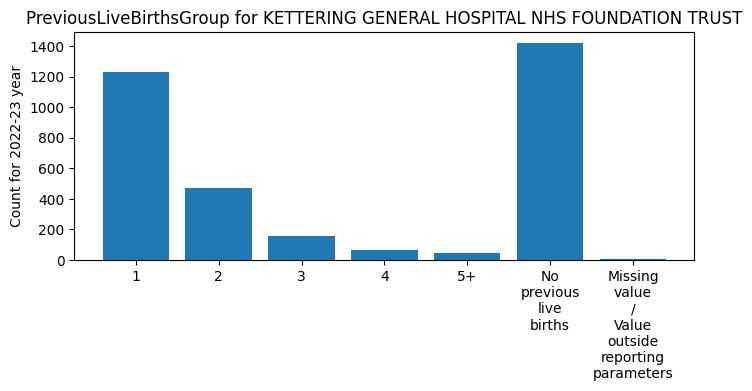 PreviousLiveBirthsGroup for KETTERING GENERAL HOSPITAL NHS FOUNDATION TRUST
Count for 2022-23 year
1400
1200
1000
800
600
400
200
0
1
2
3
4
5+
No
previous
live
births
Missing
value
/
Value
outside
reporting
parameters